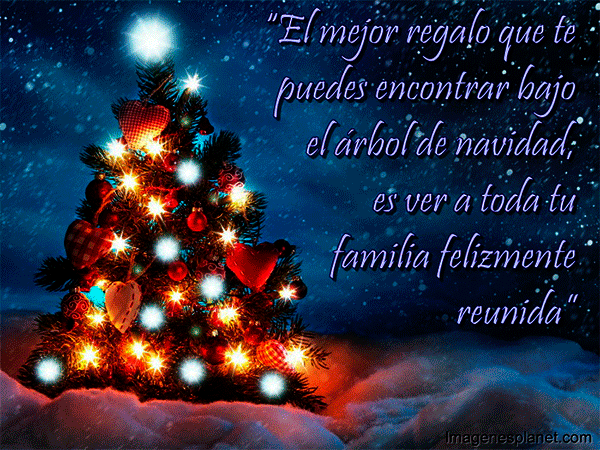 "El mejor regalo que te
puedes encontrar bajo
el árbol de navidad,
es ver a toda tu
familia felizmente
reunida"
Imagenesplanet.com